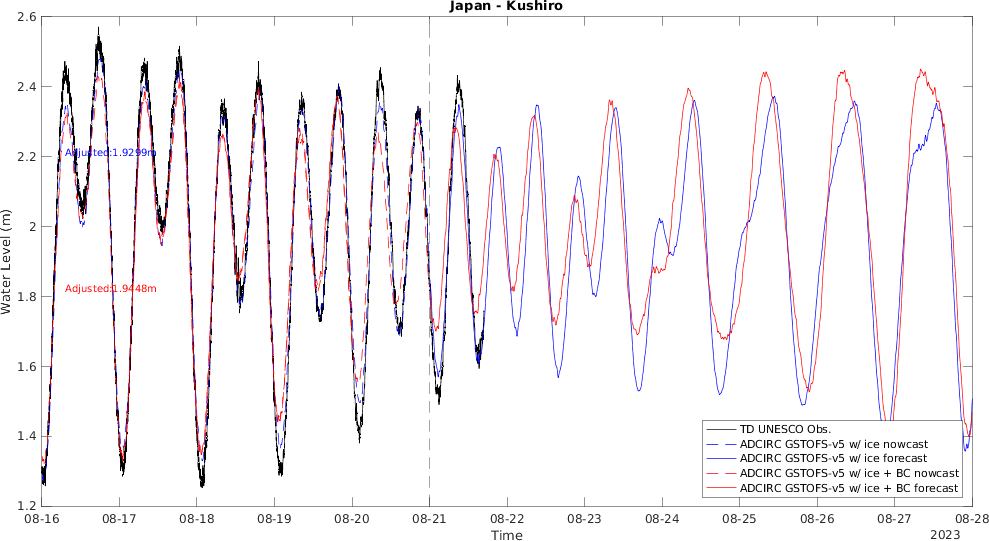 Japan - Kushiro
2.6
2.4
2.2
2
1.8
1.6
1.4
1.2
Water Level (m)
Adjusted:1.9299m
Adjusted:1.9448m
TD UNESCO Obs.
ADCIRC GSTOFS-v5 w/ ice nowcast
ADCIRC GSTOFS-v5 w/ ice forecast
ADCIRC GSTOFS-v5 w/ ice + BC nowcast
ADCIRC GSTOFS-v5 w/ ice + BC forecast
08-16 08-17 08-18 08-19 08-20 08-21 08-22 08-23 08-24 08-25 08-26 08-27 08-28
Time
2023